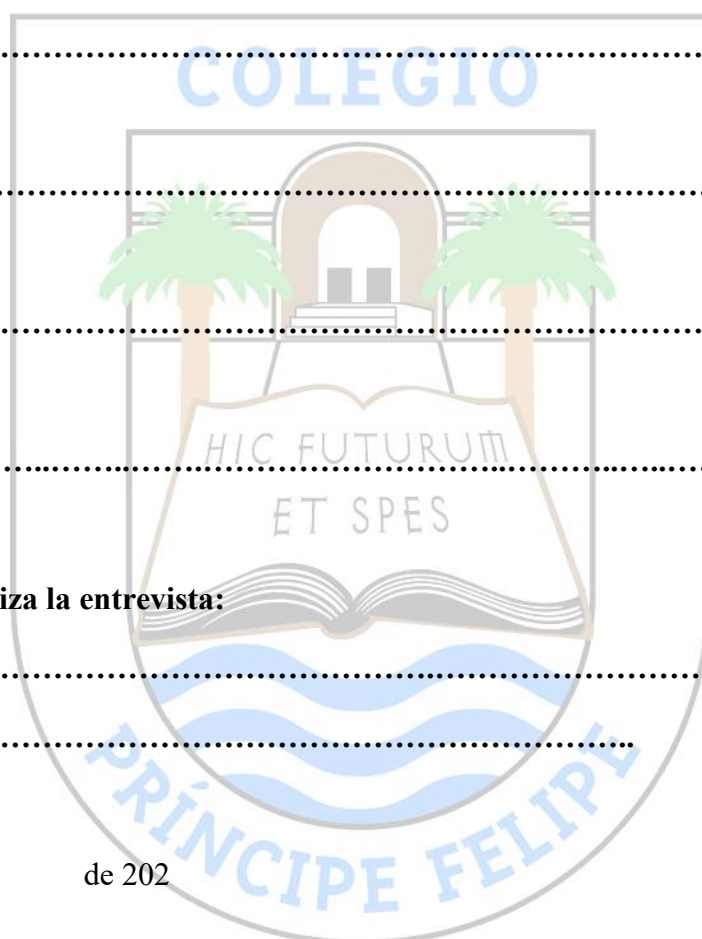 …………………………………………………………
COLEGIO
…………………………………………………………
…………………………………………………………
HIC FUTURUM
…………………………………………………………
ET SPES
iza la entrevista:
…………………………………………………………
…………………………………………………………..
de 202
PRÍNCIPE FELIPE